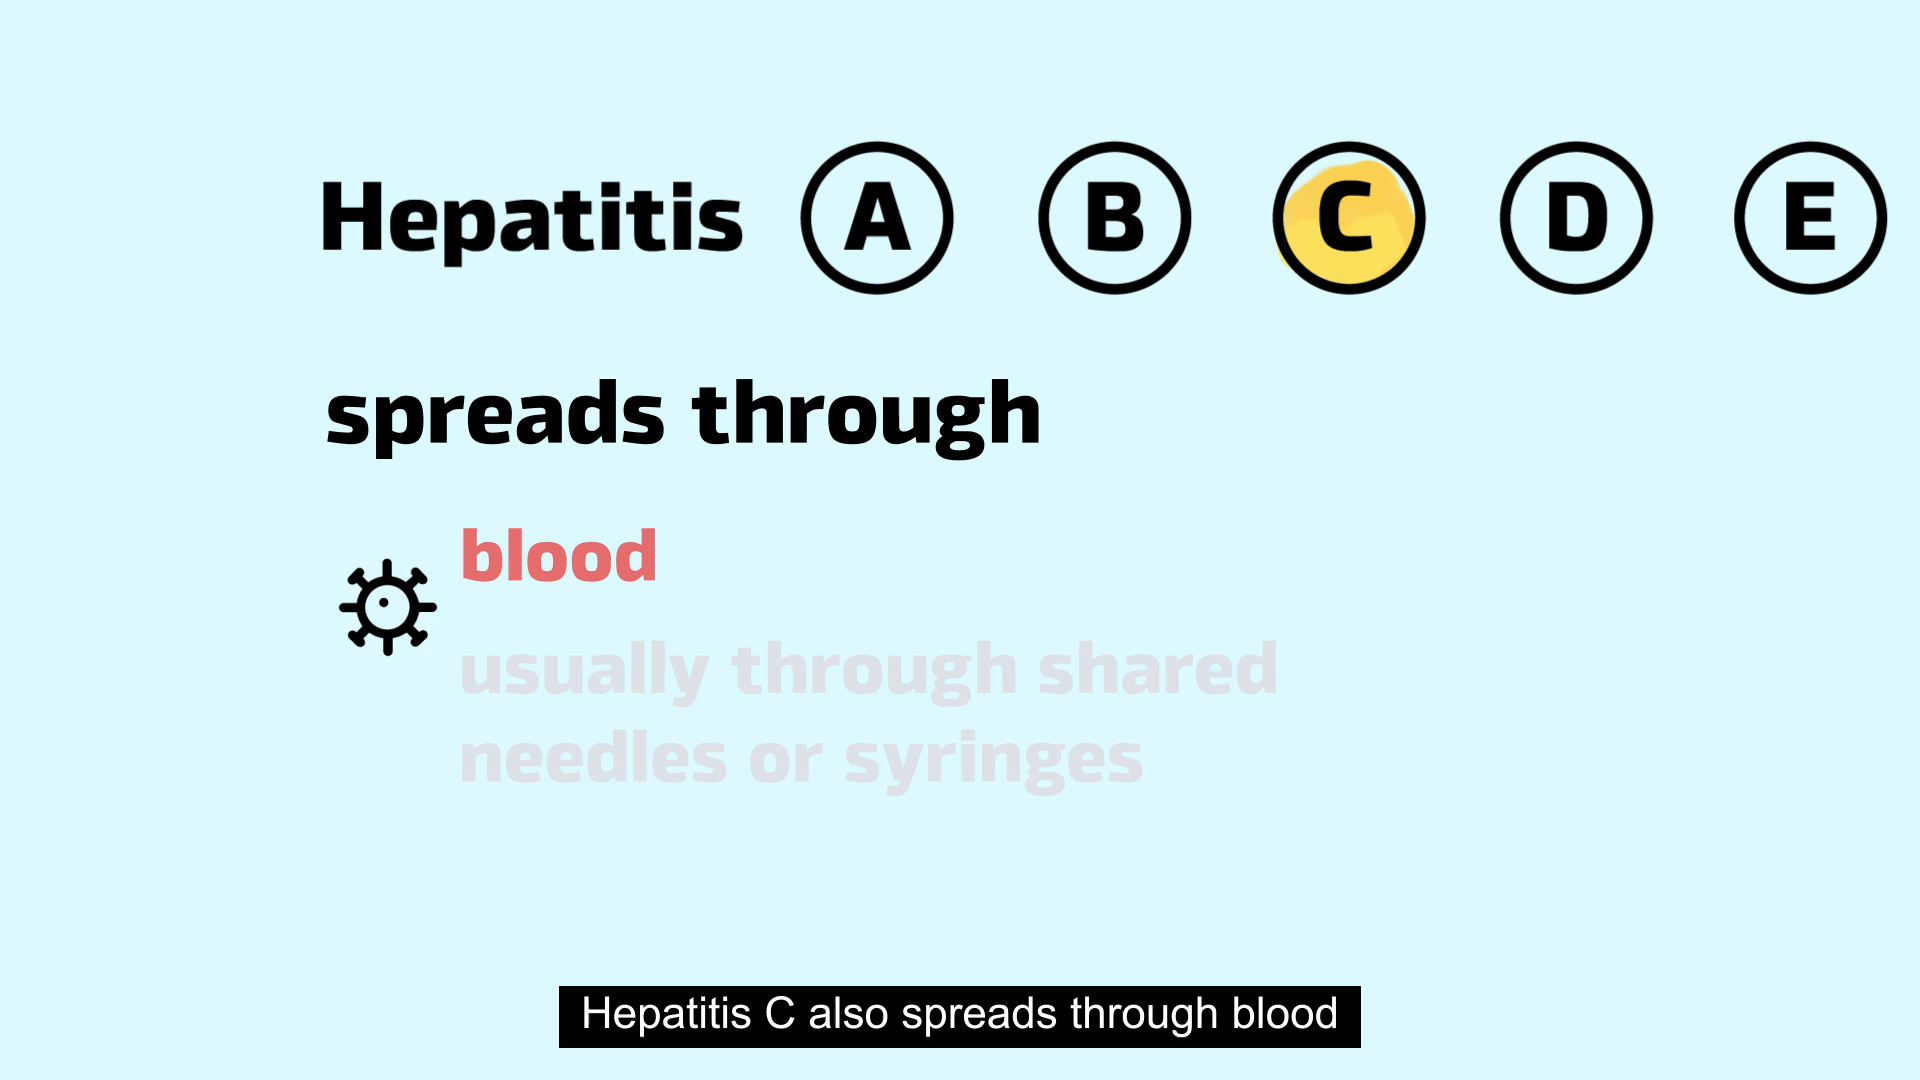 Hepatitis A B C D E
spreads through
blood
usually through shared
needles or syringes
Hepatitis C also spreads through blood